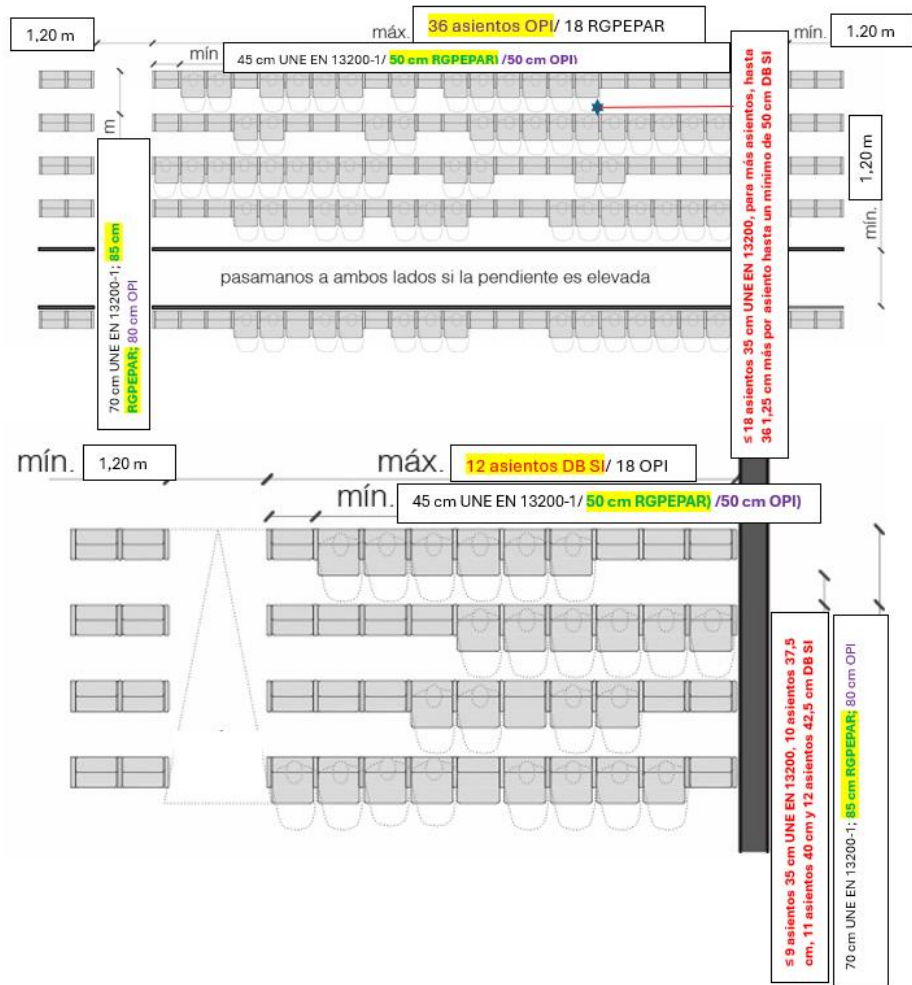 1,20 m
máx.
36 asientos OPI/ 18 RGPEPAR
mín.
1.20 m
mín
45 cm UNE EN 13200-1/ 50 cm RGPEPAR) /50 cm OPI)
m
70 cm UNE EN 13200-1; 85 cm
RGPEPAR; 80 cm OPI
≤ 18 asientos 35 cm UNE EN 13200, para más asientos, hasta
36 1,25 cm más por asiento hasta un mínimo de 50 cm DB SI
1,20 m
mín.
pasamanos a ambos lados si la pendiente es elevada
mín.
1,20 m
máx.
12 asientos DB SI/ 18 OPI
mín.
45 cm UNE EN 13200-1/ 50 cm RGPEPAR) /50 cm OPI)
≤ 9 asientos 35 cm UNE EN 13200, 10 asientos 37,5
cm, 11 asientos 40 cm y 12 asientos 42,5 cm DB SI
70 cm UNE EN 13200-1; 85 cm RGPEPAR; 80 cm OPI